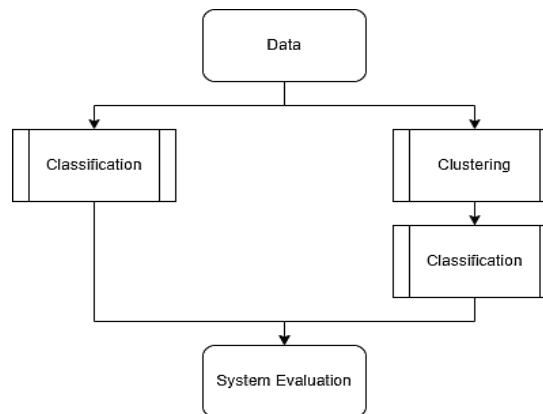 Data
Classification
Clustering
Classification
System Evaluation